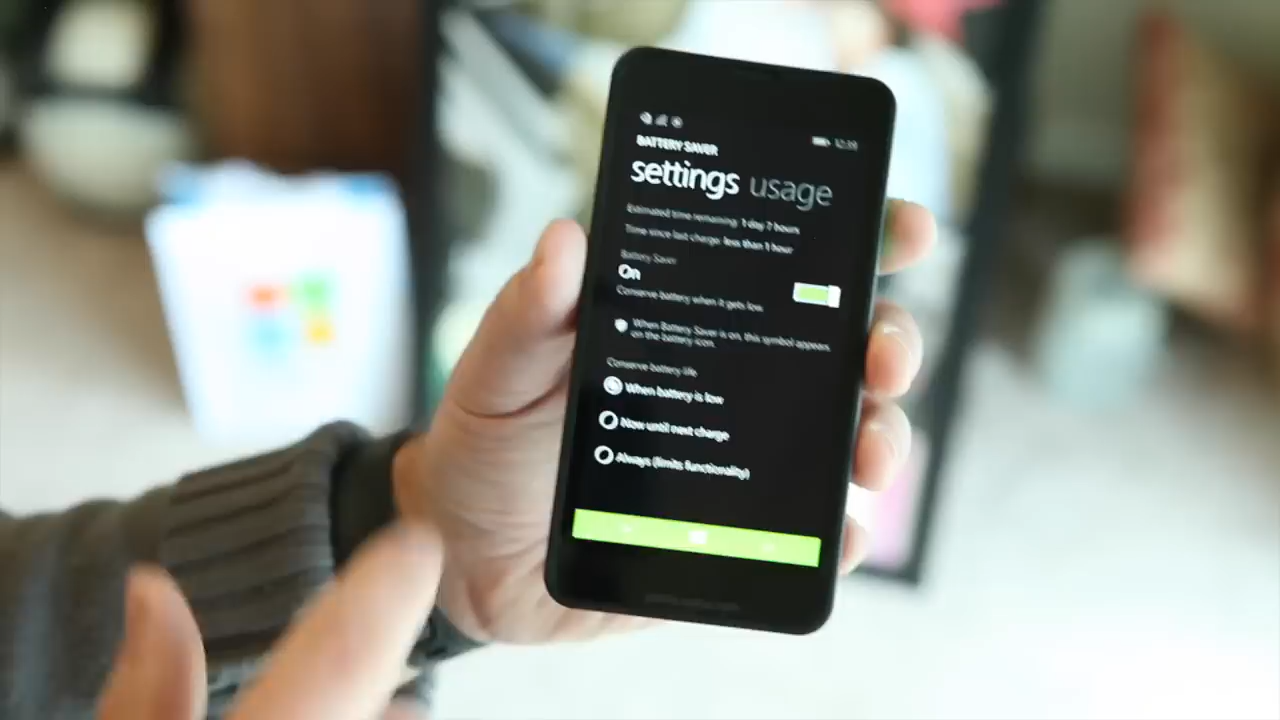 12:39
BATTERY SAVER
settings usage
Estimated time remaining: 1 day 7 hours
Time since last charge: less than 1 hour
Battery Saver
On
Conserve battery when it gets low.
When Battery Saver is on, this symbol appears
on the battery icon.
Conserve battery life
When battery is low
Now until next charge
Always (limits functionality)